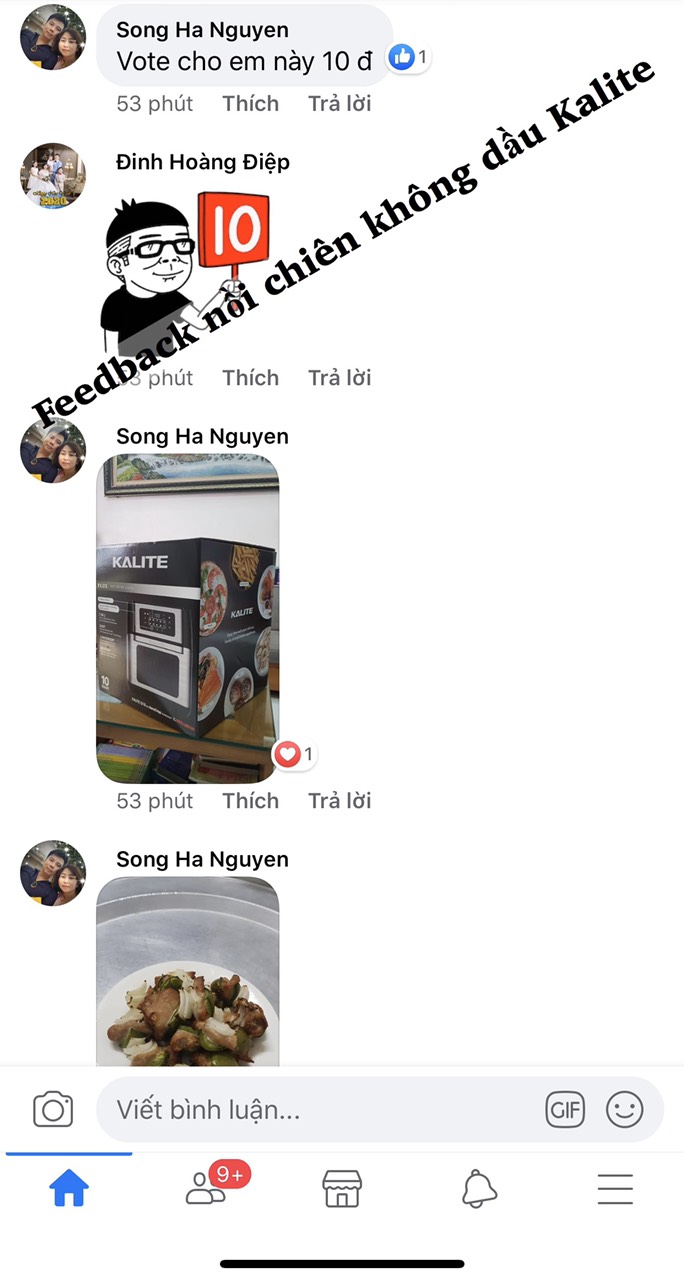 Song Ha Nguyen
Vote cho em này 10 đ
1
53 phút Thích Trả lời
Đinh Hoàng Điệp
2020
10
Feedback nồi chiên không dầu Kalite
phút Thích Trả lời
Song Ha Nguyen
KALITE
KALITE
10
1
53 phút Thích Trả lời
Song Ha Nguyen
Viết bình luận...
GIF
9+